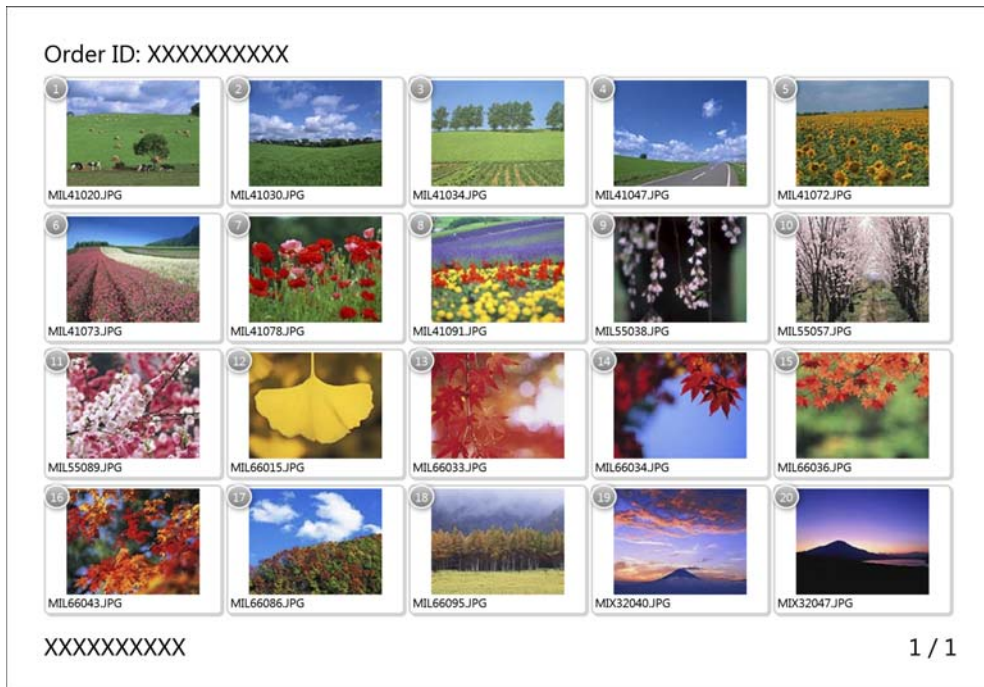 Order ID: XXXXXXXXXX
1 2 3 4 5
MIL41020.JPG MIL41030.JPG MIL41034.JPG MIL41047.JPG MIL41072.JPG
6 7 8 9 10
MIL41073.JPG MIL41078.JPG MIL41091.JPG MIL55038.JPG MIL55057.JPG
11 12 13 14 15
MIL55089.JPG MIL66015.JPG MIL66033.JPG MIL66034.JPG MIL66036.JPG
16 17 18 19 20
MIL66043.JPG MIL66086.JPG MIL66095.JPG MIX32040.JPG MIX32047.JPG
XXXXXXXXXX 1 / 1